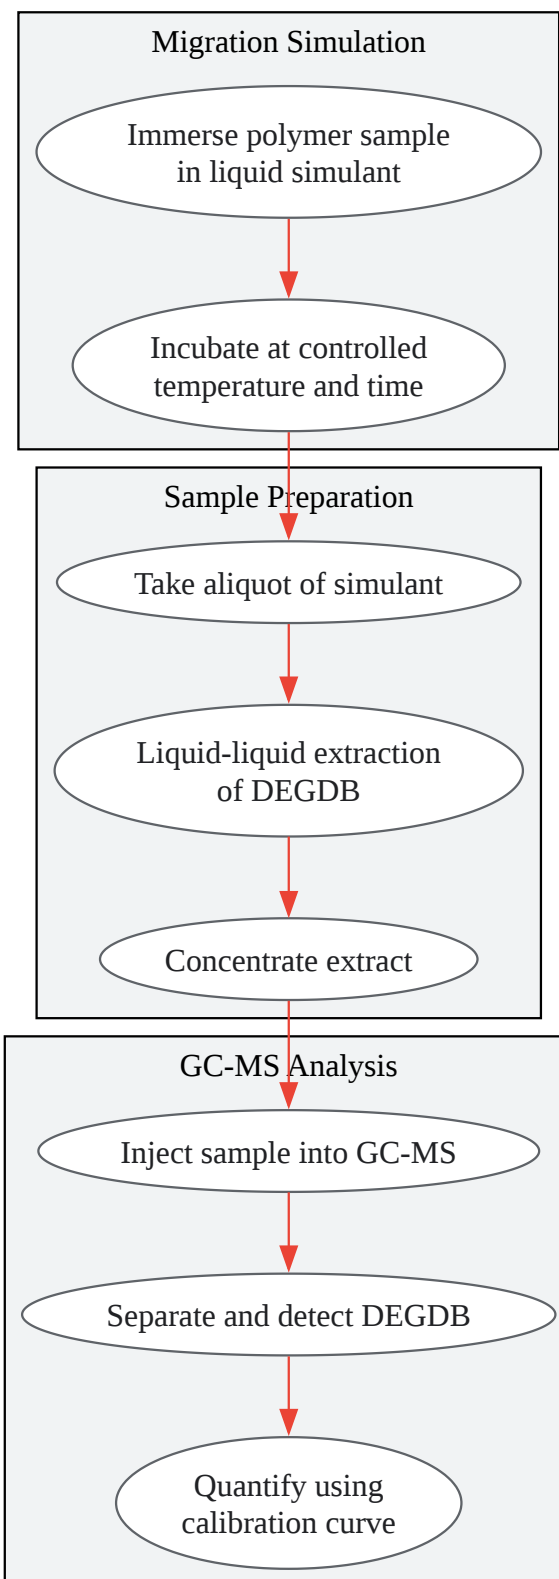 Migration Simulation
Immerse polymer sample
in liquid simulant
Incubate at controlled
temperature and time
Sample Preparation
Take aliquot of simulant
Liquid-liquid extraction
of DEGDB
Concentrate extract
GC-MS Analysis
Inject sample into GC-MS
Separate and detect DEGDB
Quantify using
calibration curve